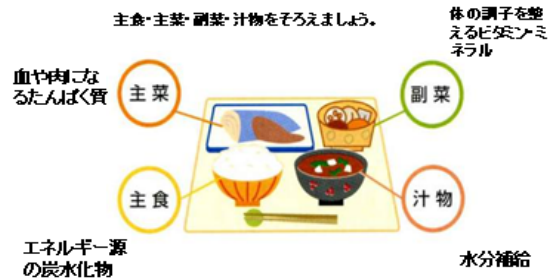 主食・主菜・副菜・汁物をそろえましょう。
体の調子を整
えるビタミン・ミ
ネラル
血や肉にな
るたんぱく質
主菜
副菜
主食
汁物
エネルギー源
の炭水化物
水分補給